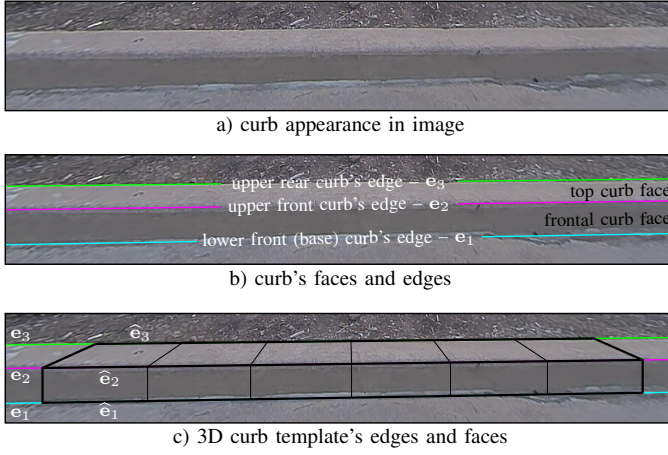 a) curb appearance in image
upper rear curb's edge – e₃
top curb face
upper front curb's edge – e₂
frontal curb face
lower front (base) curb's edge – e₁
b) curb's faces and edges
e₃ ê₃
e₂ ê₂
e₁ ê₁
c) 3D curb template's edges and faces